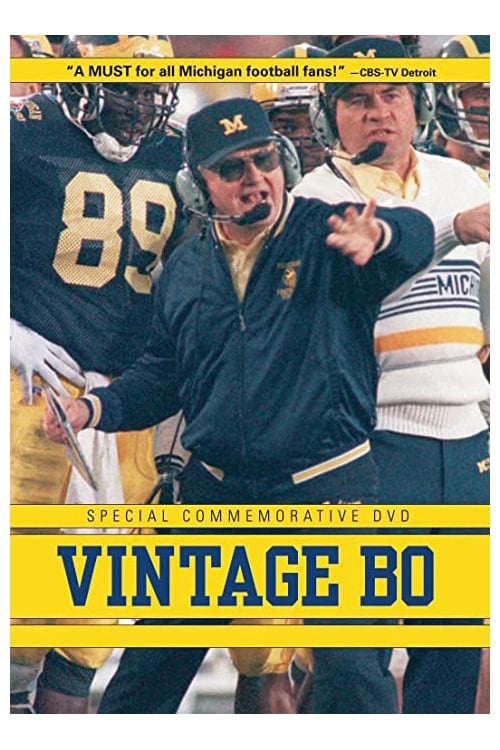 “A MUST for all Michigan football fans!” —CBS-TV Detroit
M
89
MICH
SPECIAL COMMEMORATIVE DVD
VINTAGE BO